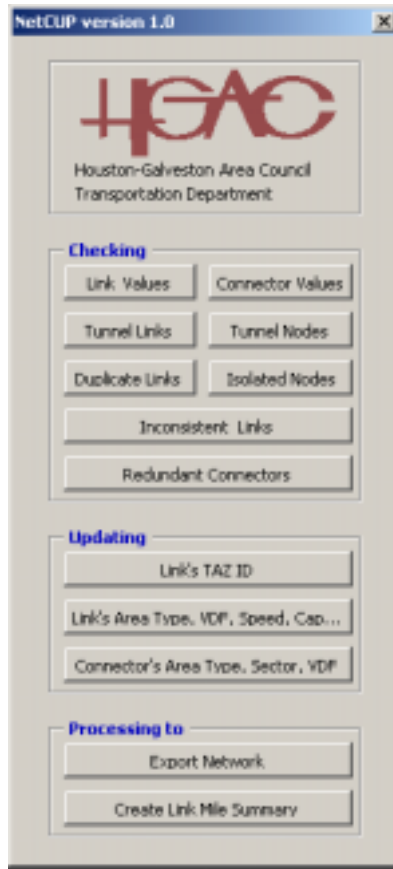 NetCUP version 1.0
HGAC
Houston-Galveston Area Council
Transportation Department
Checking
Link Values
Connector Values
Tunnel Links
Tunnel Nodes
Duplicate Links
Isolated Nodes
Inconsistent Links
Redundant Connectors
Updating
Link's TAZ ID
Link's Area Type, VDF, Speed, Cap...
Connector's Area Type, Sector, VDF
Processing to
Export Network
Create Link Mile Summary